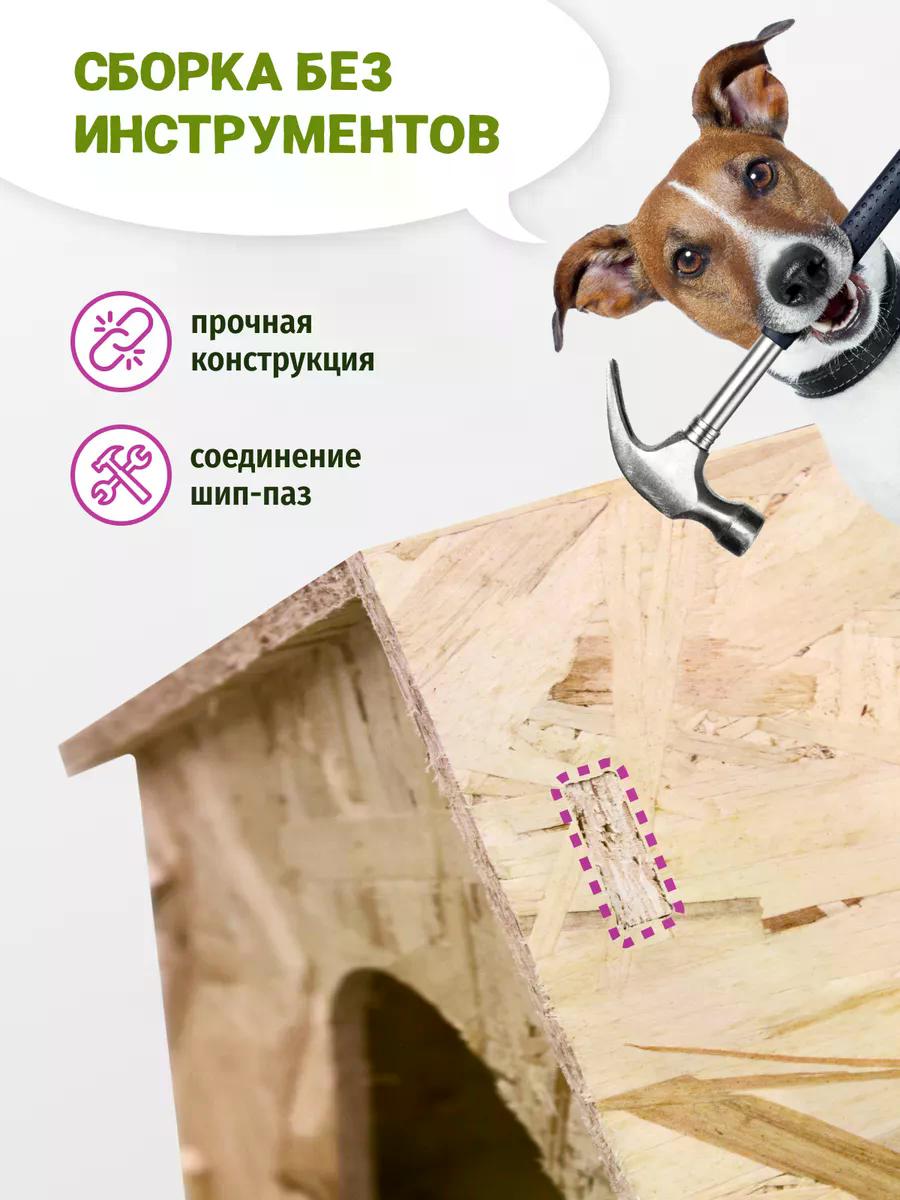 СБОРКА БЕЗ
ИНСТРУМЕНТОВ
прочная
конструкция
соединение
шип-паз